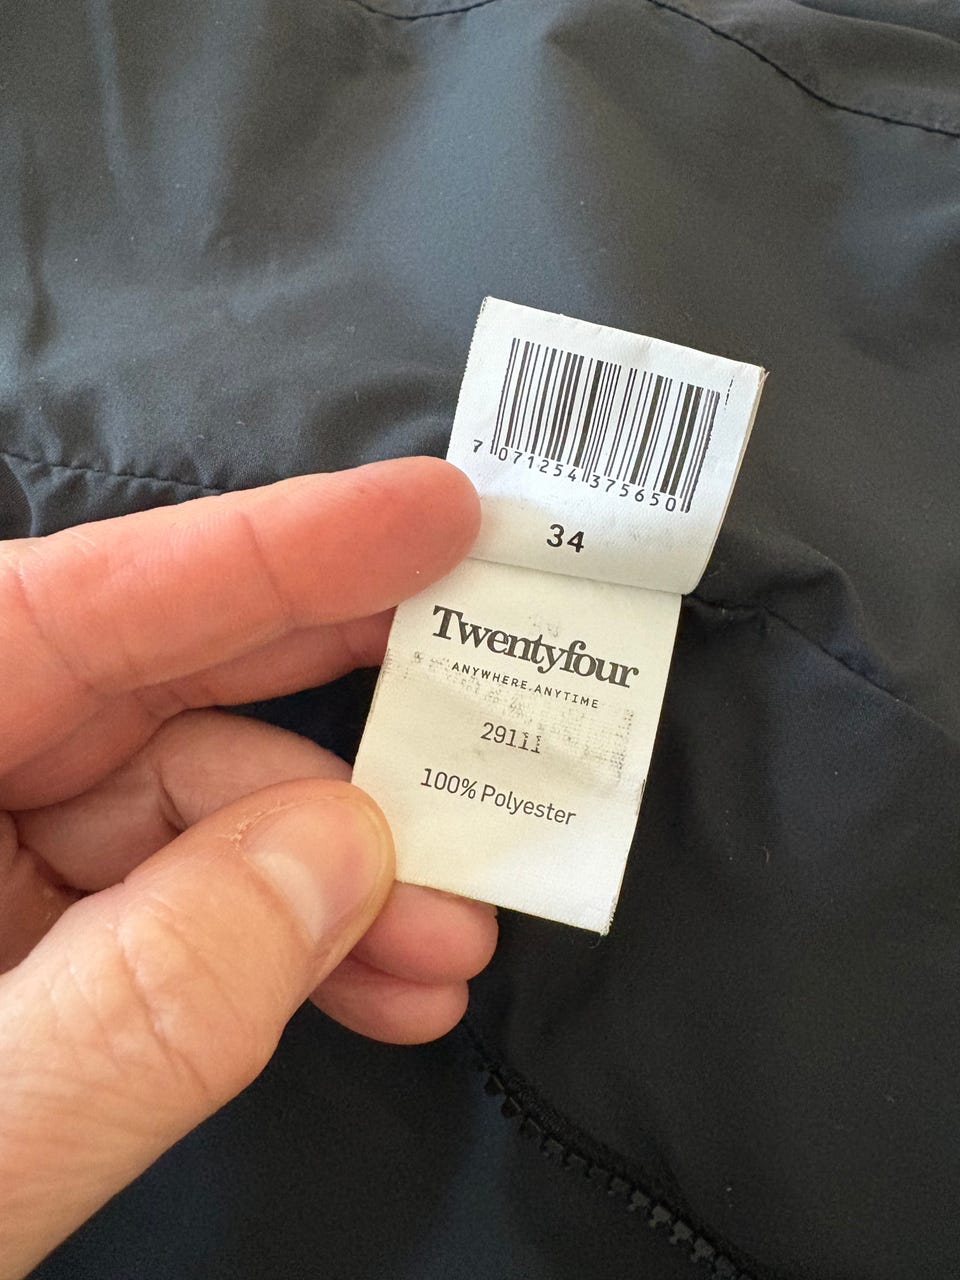 7 071254 375650
34
Twentyfour
ANYWHERE.ANYTIME
29111
100% Polyester